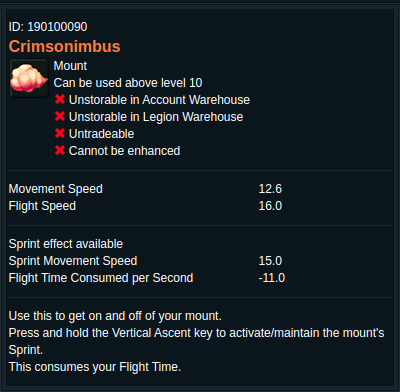 ID: 190100090
Crimsonimbus
Mount
Can be used above level 10
Unstorable in Account Warehouse
Unstorable in Legion Warehouse
Untradeable
Cannot be enhanced
Movement Speed 12.6
Flight Speed 16.0
Sprint effect available
Sprint Movement Speed 15.0
Flight Time Consumed per Second -11.0
Use this to get on and off of your mount.
Press and hold the Vertical Ascent key to activate/maintain the mount's
Sprint.
This consumes your Flight Time.